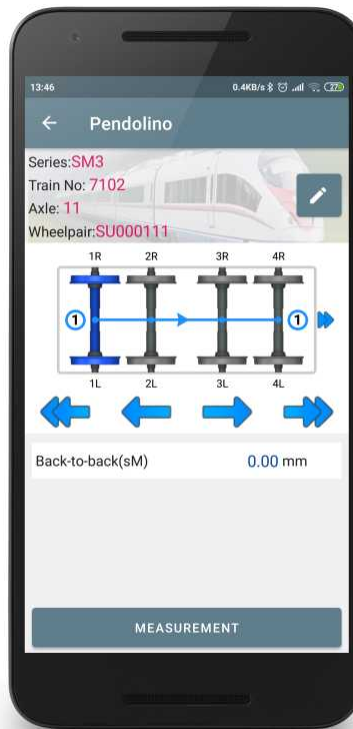 13:46 0.4KB/s 27
Pendolino
Series:SM3
Train No: 7102
Axle: 11
Wheelpair:SU000111
1R 2R 3R 4R
1 1
1L 2L 3L 4L
Back-to-back(sM) 0.00 mm
MEASUREMENT